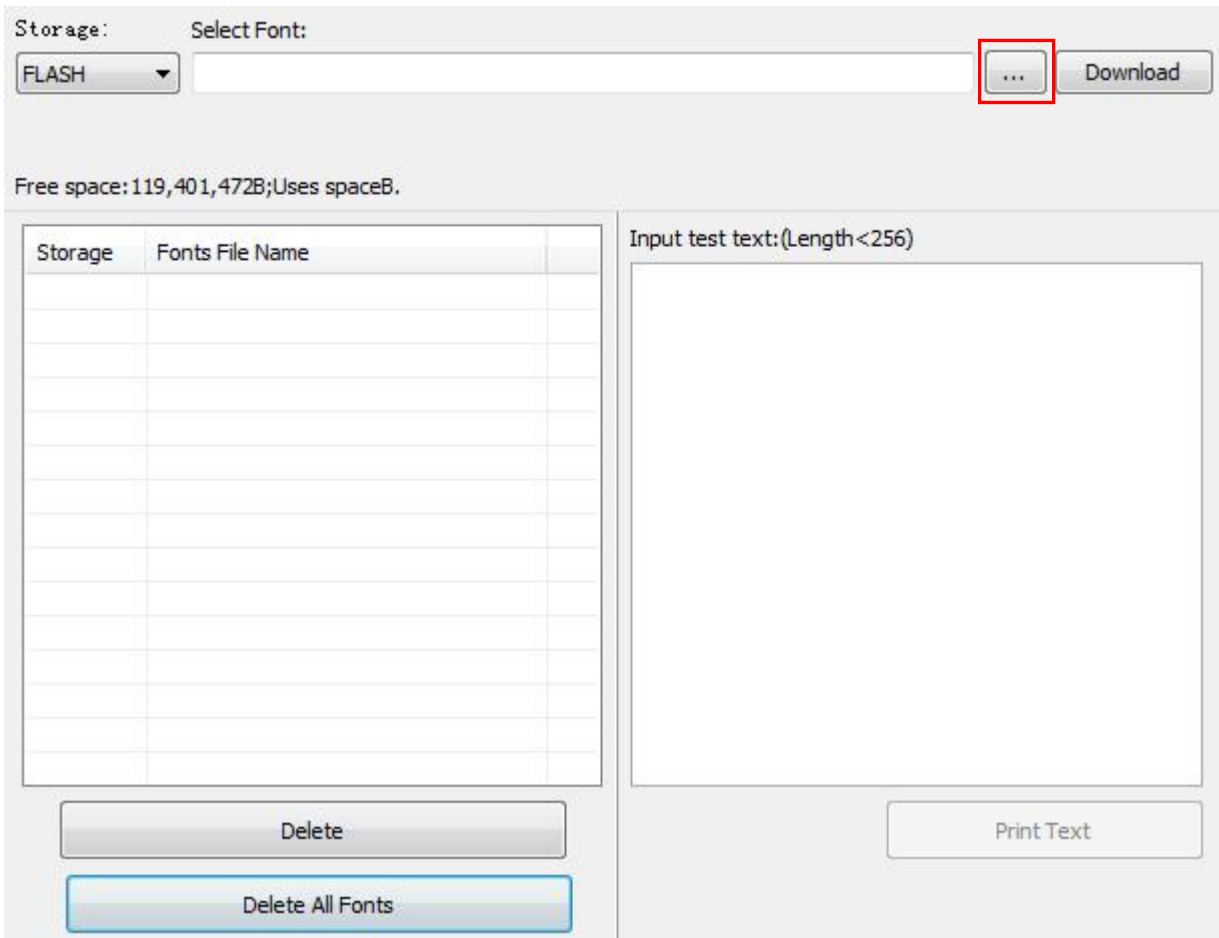 Storage: Select Font:
FLASH ... Download
Free space:119,401,472B;Uses spaceB.
Storage Fonts File Name
Input test text:(Length<256)
Delete
Print Text
Delete All Fonts